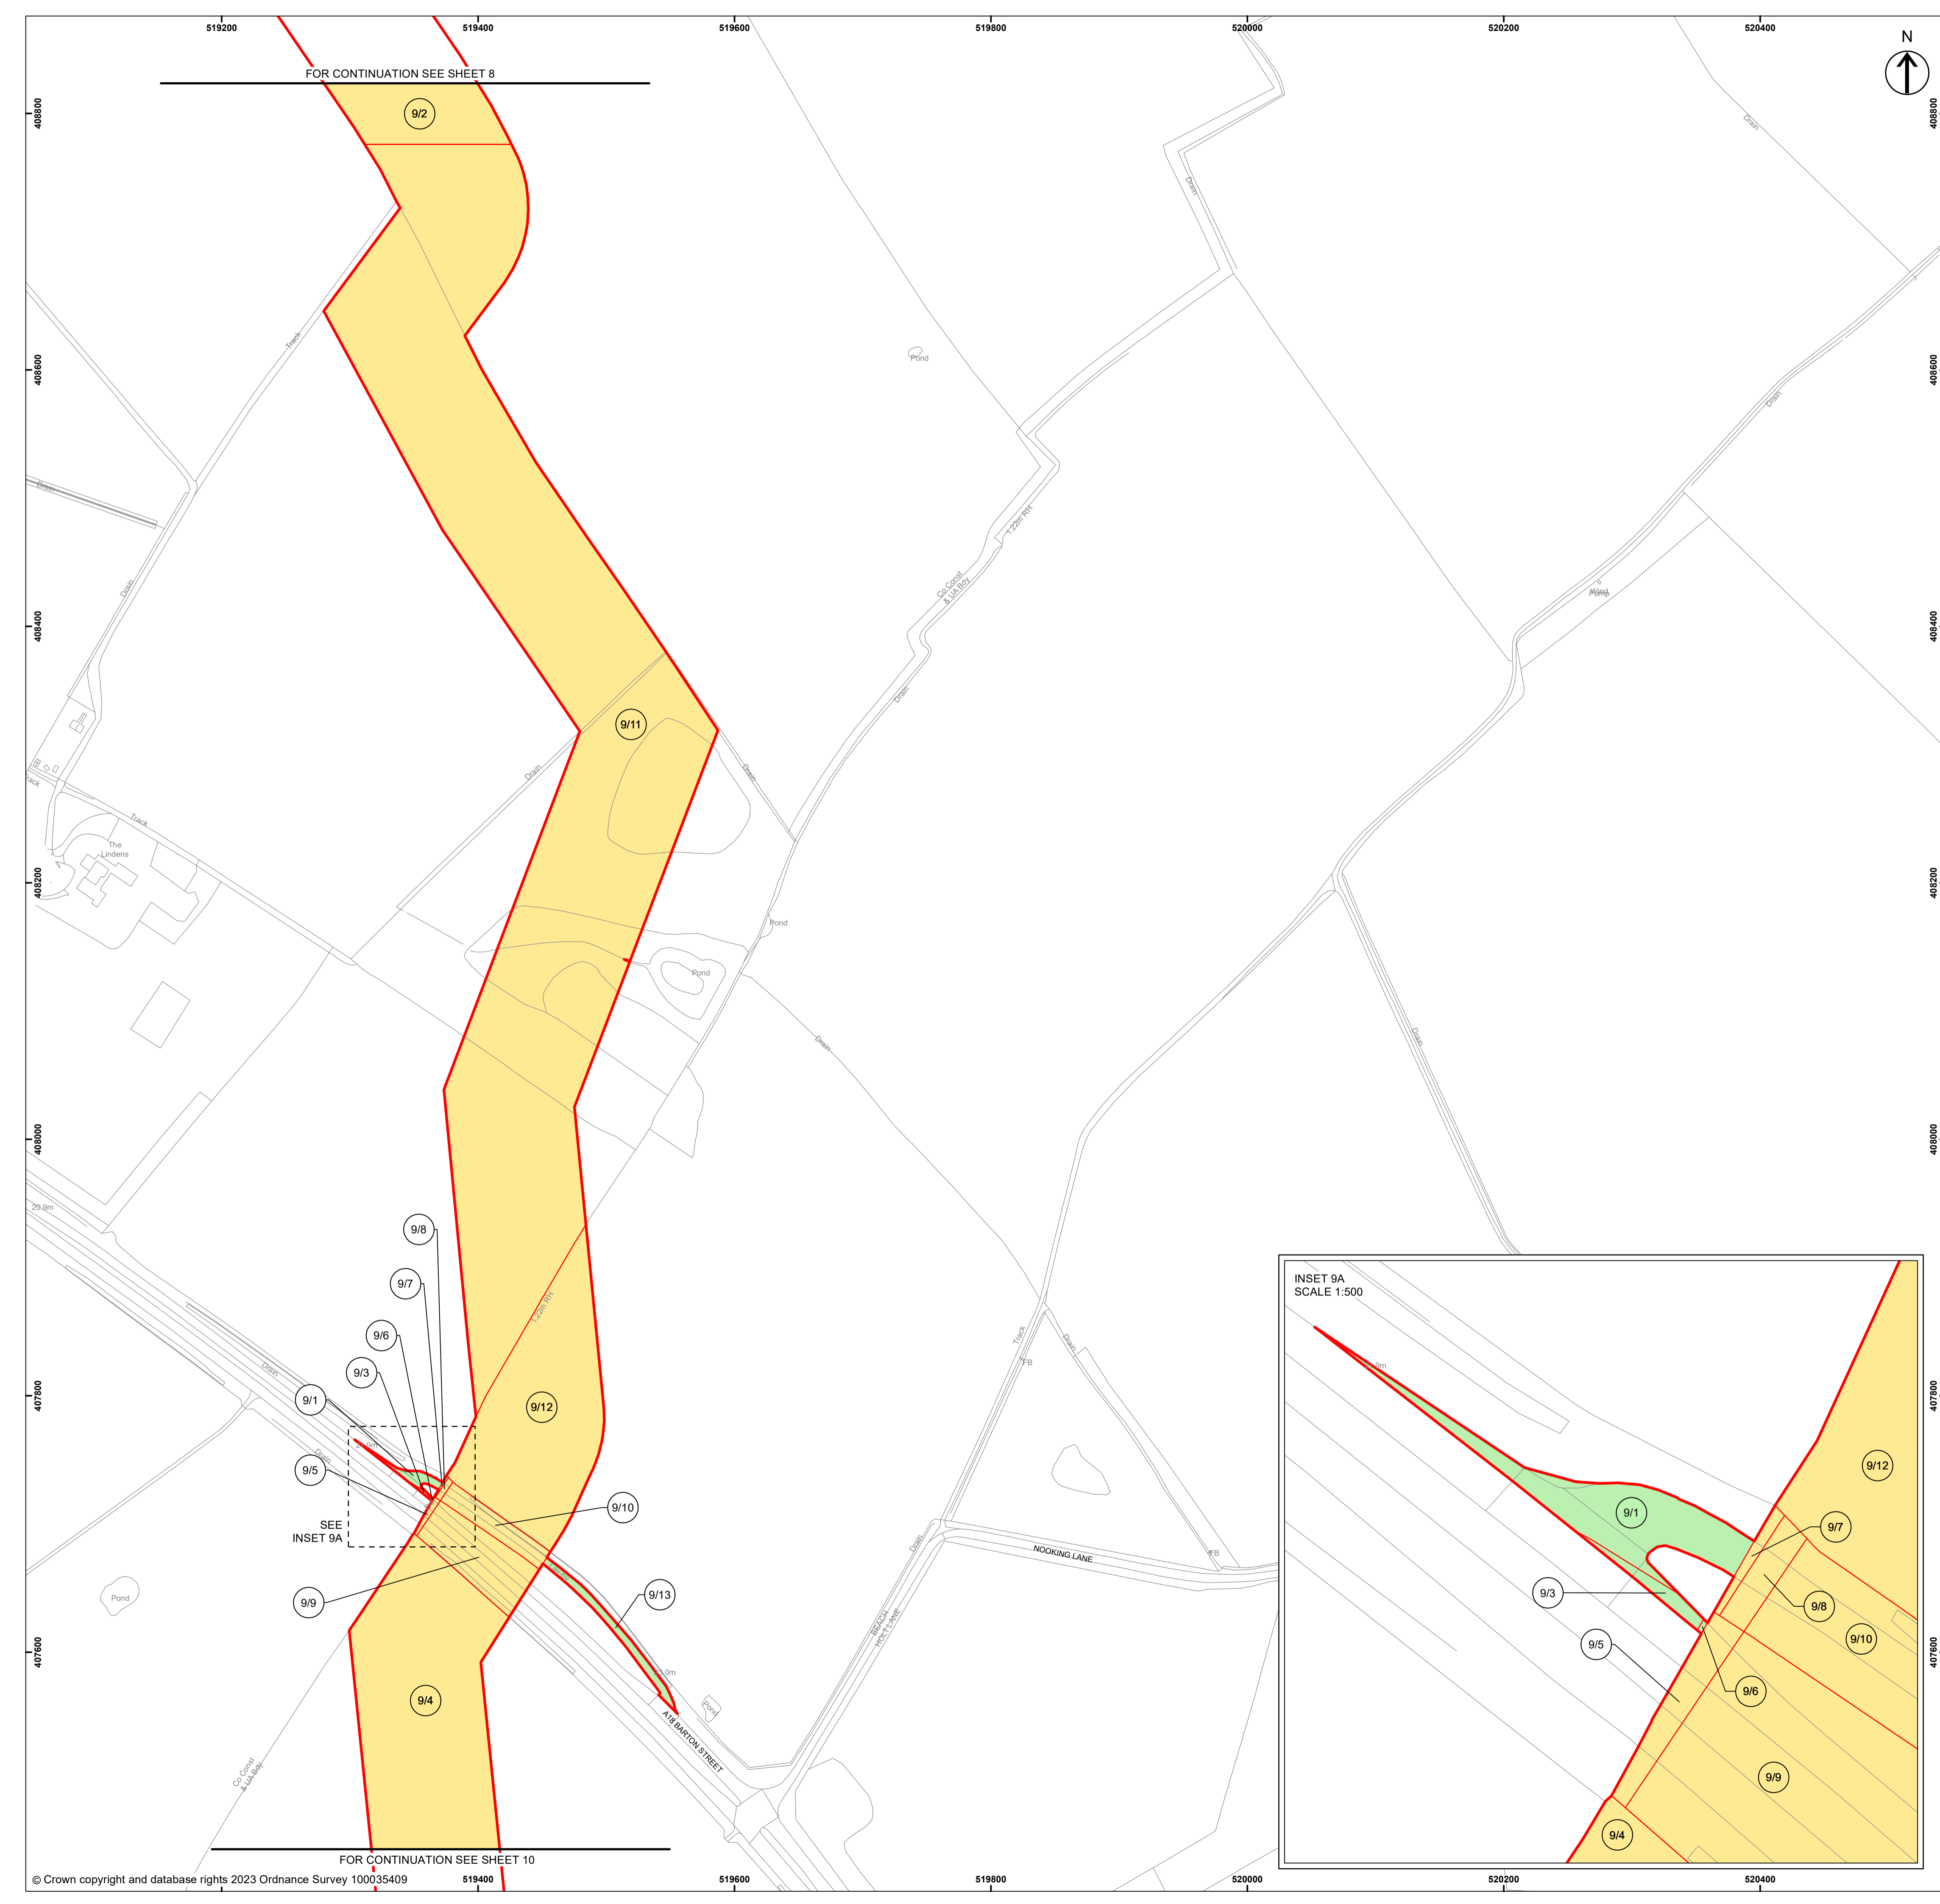 519200
519400
519600
519800
520000
520200
520400
N
FOR CONTINUATION SEE SHEET 8
408800
9/2
408800
Drain
Drain
Track
408600
Pond
408600
Drain
Drain
1.22m RH
Drain
Co Const
& UA Bdy
Wind
Pump
408400
408400
Drain
9/11
Drain
Drain
Track
Track
The
Lindens
408200
408200
Pond
Pond
Drain
Drain
408000
408000
20.9m
9/8
9/7
1.22m RH
9/6
Track
Drain
FB
9/3
Drain
9/1
407800
9/12
407800
20.9m
Drain
9/5
9/10
SEE
INSET 9A
Drain
NOOKING LANE
FB
9/9
9/13
Pond
BEACH
HOLT LANE
407600
407600
9/4
Pond
A18 BARTON STREET
Co Const
& UA Bdy
FOR CONTINUATION SEE SHEET 10
© Crown copyright and database rights 2023 Ordnance Survey 100035409
519400
519600
519800
520000
520200
520400
INSET 9A
SCALE 1:500
9/12
9/1
9/7
9/3
9/8
9/5
9/10
9/6
9/9
9/4